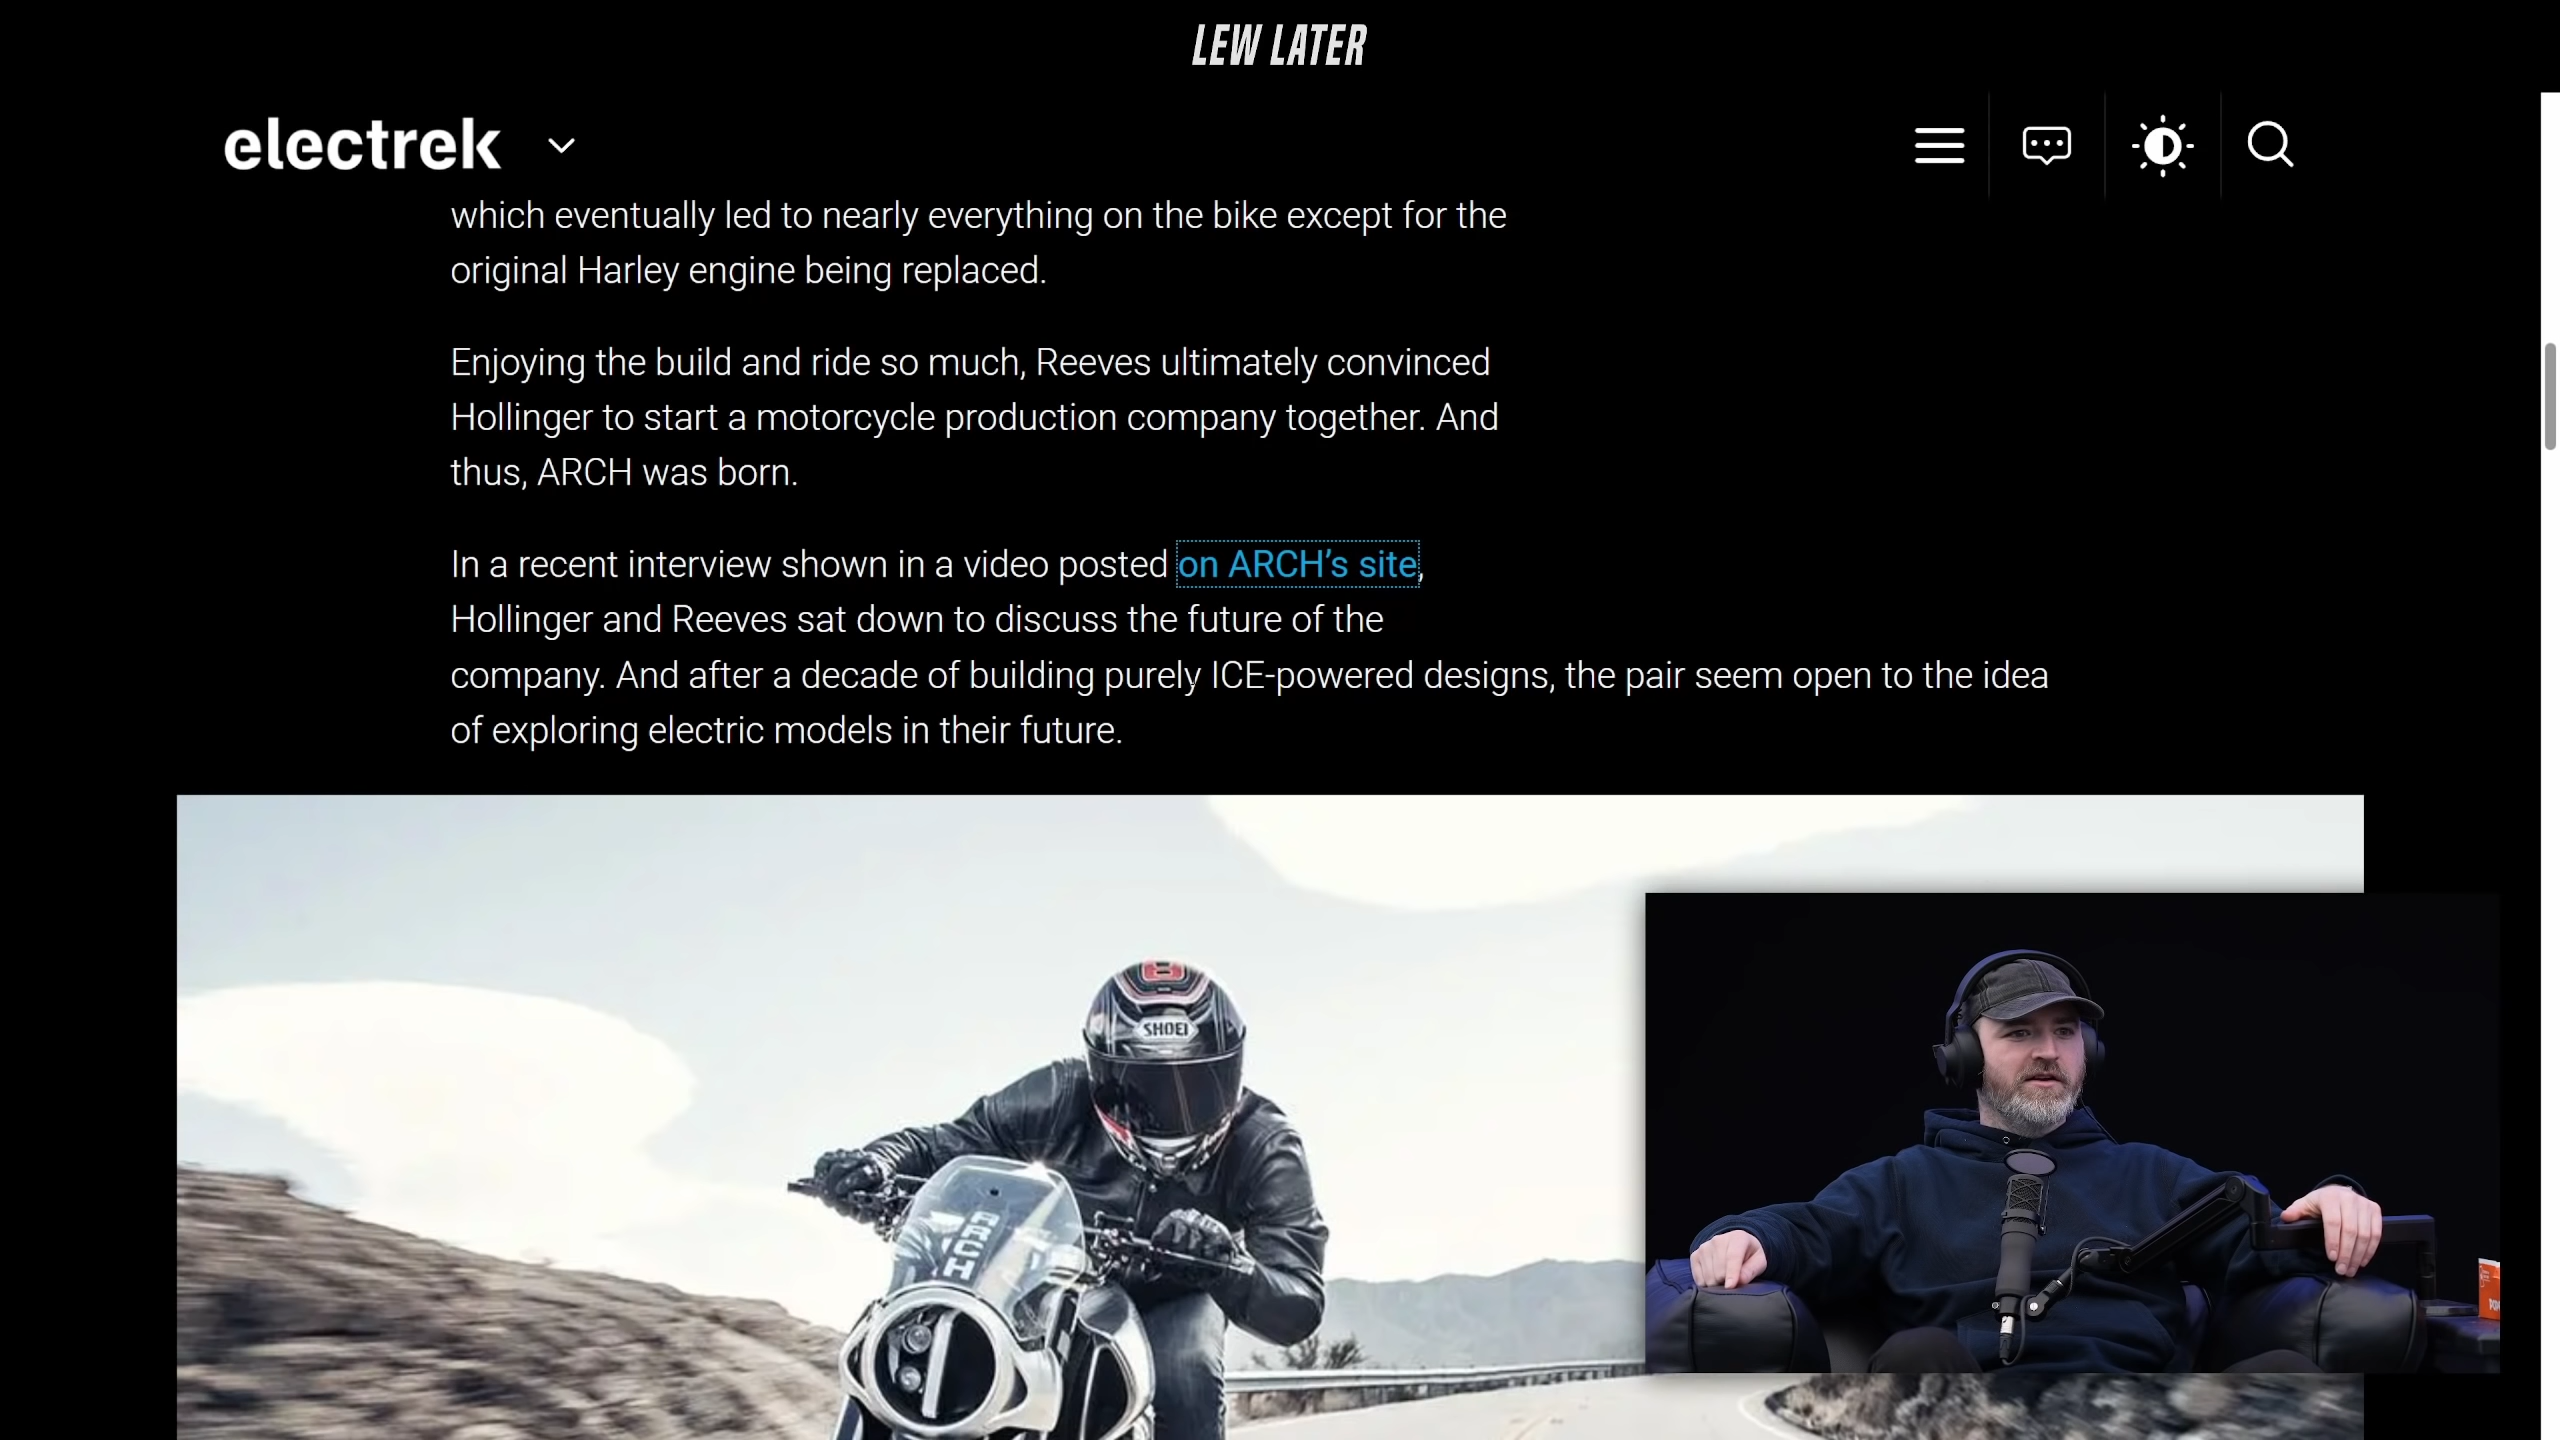 LEW LATER
electrek
which eventually led to nearly everything on the bike except for the
original Harley engine being replaced.
Enjoying the build and ride so much, Reeves ultimately convinced
Hollinger to start a motorcycle production company together. And
thus, ARCH was born.
In a recent interview shown in a video posted on ARCH’s site,
Hollinger and Reeves sat down to discuss the future of the
company. And after a decade of building purely ICE-powered designs, the pair seem open to the idea
of exploring electric models in their future.
SHOEI
ARCH